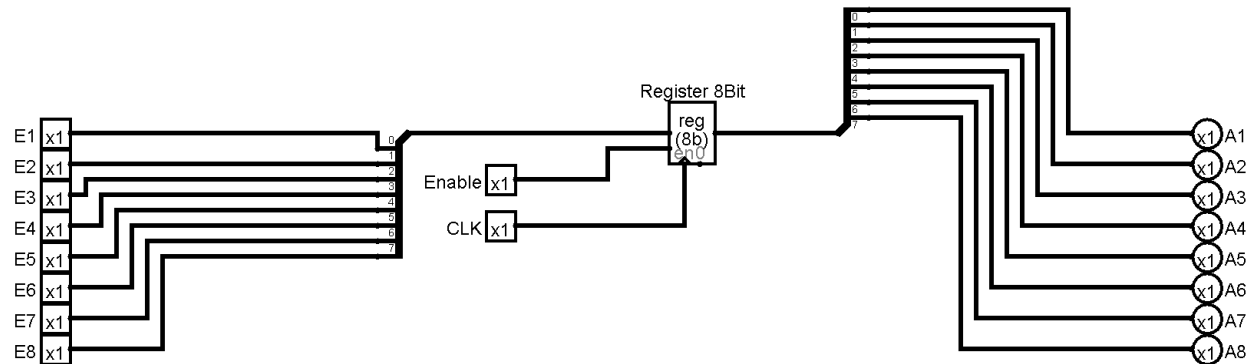 Register 8Bit
reg
(8b)
en0
E1 x1
E2 x1
E3 x1
E4 x1
E5 x1
E6 x1
E7 x1
E8 x1
0
1
2
3
4
5
6
7
Enable x1
CLK x1
0
1
2
3
4
5
6
7
x1 A1
x1 A2
x1 A3
x1 A4
x1 A5
x1 A6
x1 A7
x1 A8